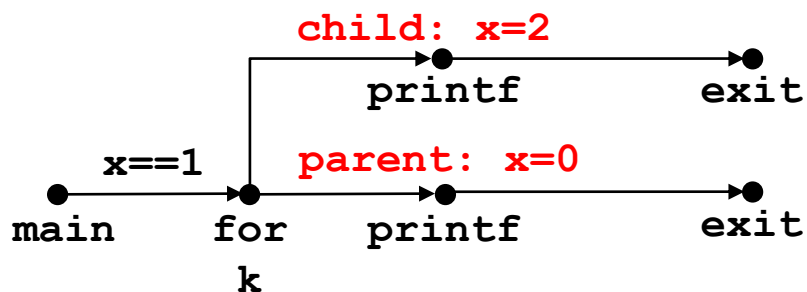 child: x=2
printf
exit
x==1
parent: x=0
main
for
k
printf
exit